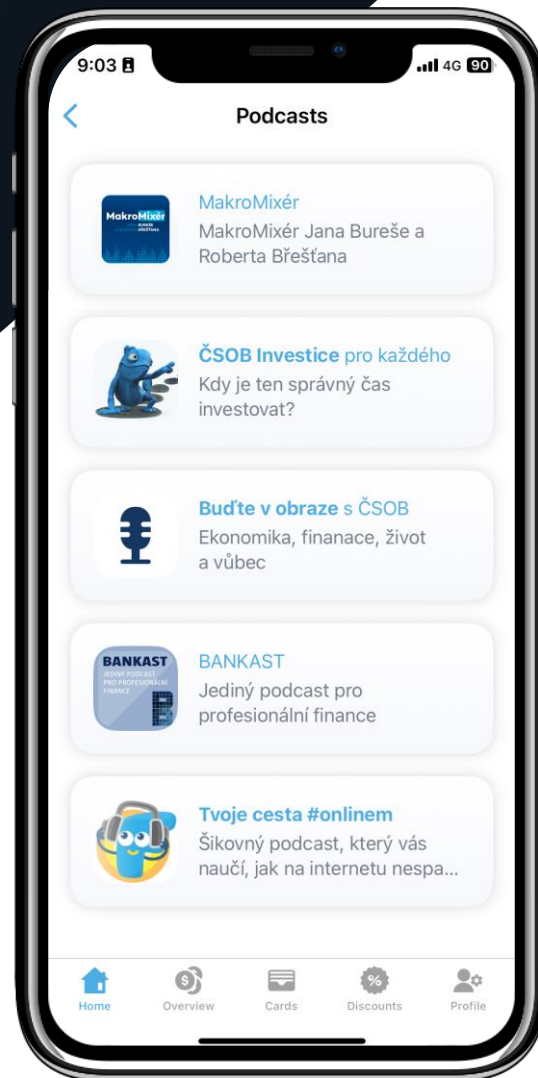 9:03
4G 90
Podcasts
MakroMixér
MakroMixér
MakroMixér Jana Bureše a
Roberta Břešťana
ČSOB Investice pro každého
Kdy je ten správný čas
investovat?
Buďte v obraze s ČSOB
Ekonomika, finanace, život
a vůbec
BANKAST
JEDINÝ PODCAST
PRO PROFESIONÁLNÍ
FINANCE
BANKAST
Jediný podcast pro
profesionální finance
Tvoje cesta #onlinem
Šikovný podcast, který vás
naučí, jak na internetu nespa...
Home Overview Cards Discounts Profile